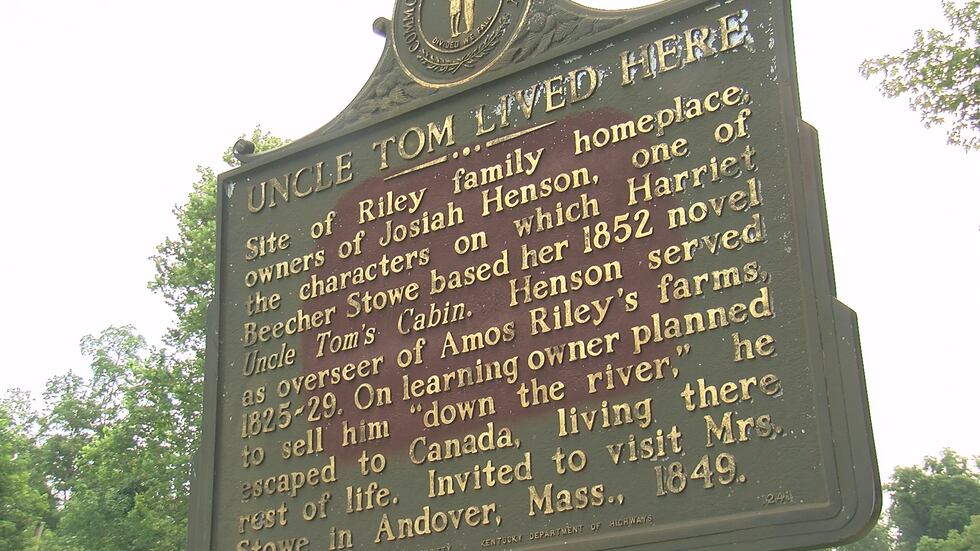 COMMO
DIVIDED WE FALL
UNCLE TOM LIVED HERE
Site of Riley family homeplace,
owners of Josiah Henson, one of
the characters on which Harriet
Beecher Stowe based her 1852 novel
Uncle Tom's Cabin. Henson served
as overseer of Amos Riley's farms,
1825-29. On learning owner planned
to sell him "down the river," he
escaped to Canada, living there
rest of life. Invited to visit Mrs.
Stowe in Andover, Mass., 1849.
1241
KENTUCKY DEPARTMENT OF HIGHWAYS